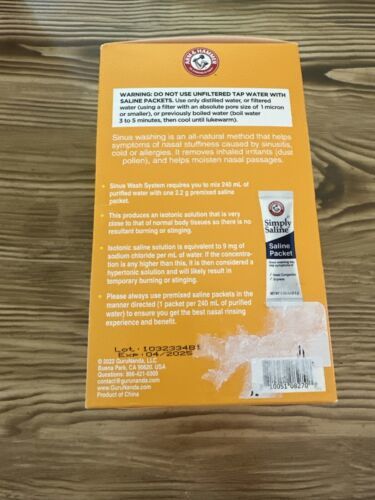 ARM & HAMMER
WARNING: DO NOT USE UNFILTERED TAP WATER WITH
SALINE PACKETS. Use only distilled water, or filtered
water (using a filter with an absolute pore size of 1 micron
or smaller), or previously boiled water (boil water
3 to 5 minutes, then cool until lukewarm).
Sinus washing is an all-natural method that helps
symptoms of nasal stuffiness caused by sinusitis,
cold or allergies. It removes inhaled irritants (dust
pollen), and helps moisten nasal passages.
• Sinus Wash System requires you to mix 240 mL of
purified water with one 2.2 g premixed saline
packet.
• This produces an isotonic solution that is very
close to that of normal body tissues so there is
no resultant burning or stinging.
• Isotonic saline solution is equivalent to 9 mg of
sodium chloride per mL of water. If the concentra-
tion is any higher than this, it is then considered a
hypertonic solution and will likely result in
temporary burning or stinging.
• Please always use premixed saline packets in the
manner directed (1 packet per 240 mL of purified
water) to ensure you get the best nasal rinsing
experience and benefit.
Simply
Saline
Saline
Packet
Lot: 1032334B1
Exp: 04/2025
© 2022 GuruNanda, LLC.
Buena Park, CA 90620. USA
Questions: 866-421-0309
contact@gurunanda.com
www.GuruNanda.com
Product of China
10051 08270